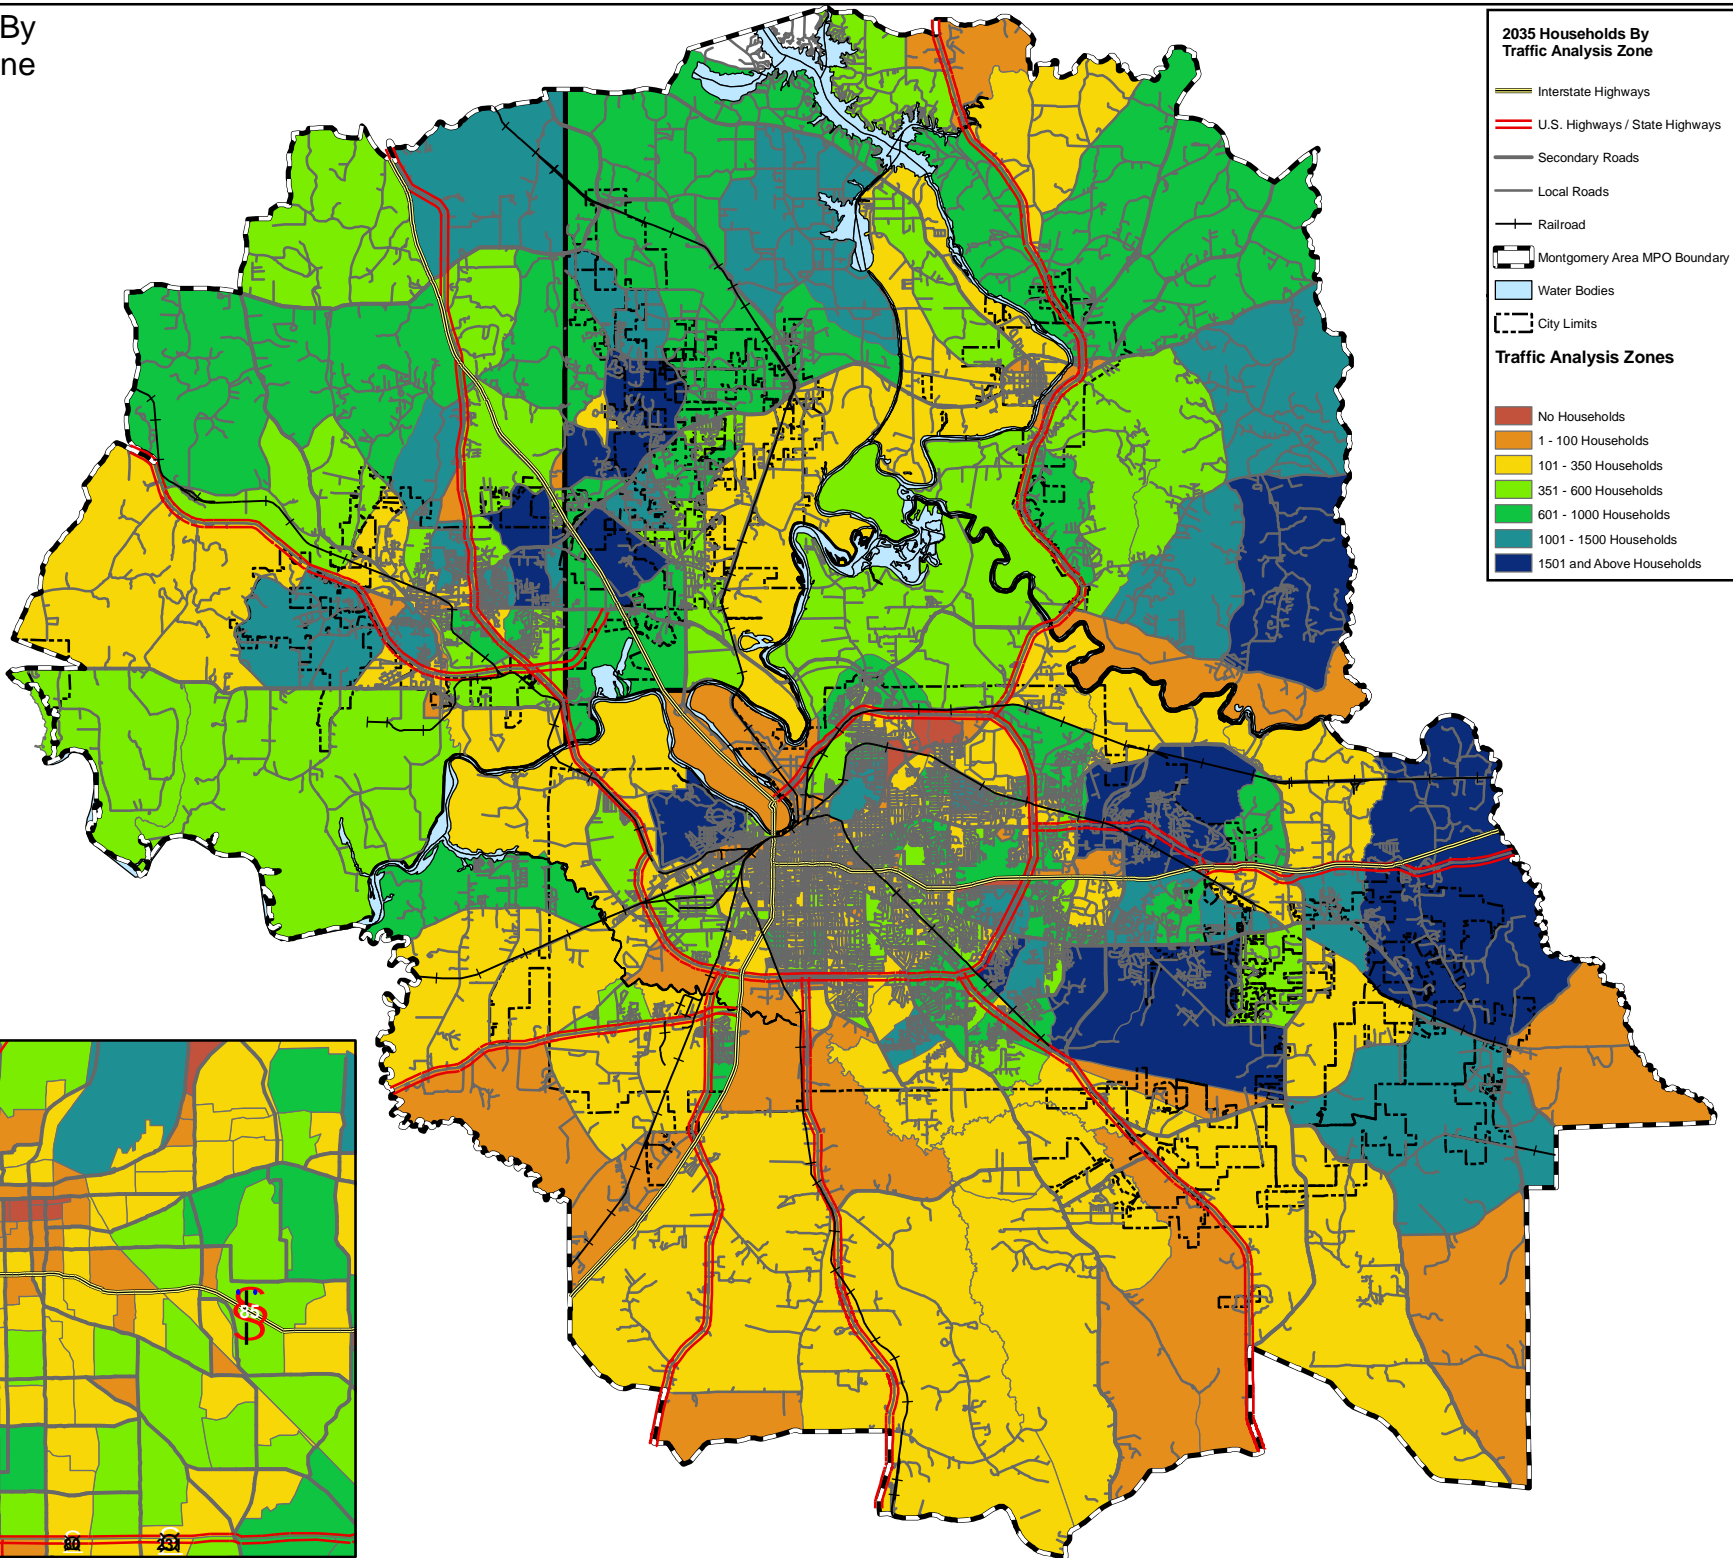 By
ne
2035 Households By
Traffic Analysis Zone
Interstate Highways
U.S. Highways / State Highways
Secondary Roads
Local Roads
Railroad
Montgomery Area MPO Boundary
Water Bodies
City Limits
Traffic Analysis Zones
No Households
1 - 100 Households
101 - 350 Households
351 - 600 Households
601 - 1000 Households
1001 - 1500 Households
1501 and Above Households
85
80
231